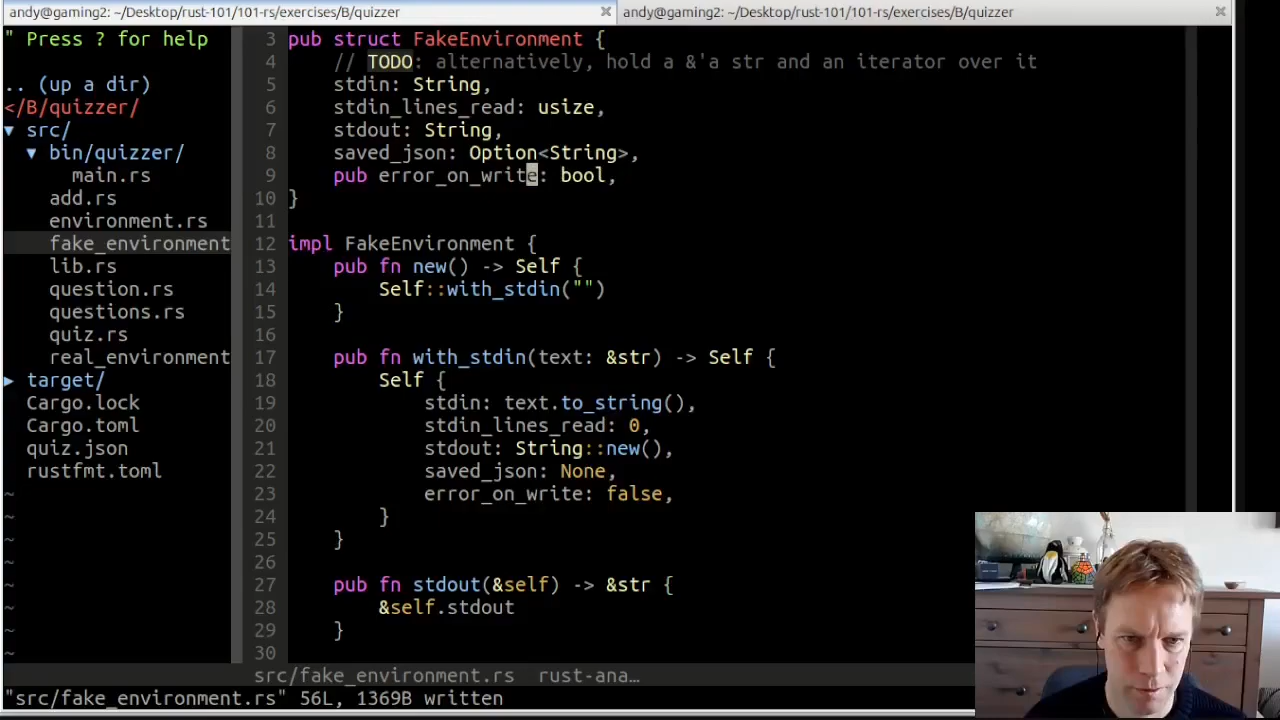 andy@gaming2: ~/Desktop/rust-101/101-rs/exercises/B/quizzer
andy@gaming2: ~/Desktop/rust-101/101-rs/exercises/B/quizzer
" Press ? for help
.. (up a dir)
</B/quizzer/
▼ src/
▼ bin/quizzer/
main.rs
add.rs
environment.rs
fake_environment
lib.rs
question.rs
questions.rs
quiz.rs
real_environment
▶ target/
Cargo.lock
Cargo.toml
quiz.json
rustfmt.toml
~
~
~
~
~
~
~
~
3 pub struct FakeEnvironment {
4     // TODO: alternatively, hold a &'a str and an iterator over it
5     stdin: String,
6     stdin_lines_read: usize,
7     stdout: String,
8     saved_json: Option<String>,
9     pub error_on_write: bool,
10 }
11
12 impl FakeEnvironment {
13     pub fn new() -> Self {
14         Self::with_stdin("")
15     }
16
17     pub fn with_stdin(text: &str) -> Self {
18         Self {
19             stdin: text.to_string(),
20             stdin_lines_read: 0,
21             stdout: String::new(),
22             saved_json: None,
23             error_on_write: false,
24         }
25     }
26
27     pub fn stdout(&self) -> &str {
28         &self.stdout
29     }
30
src/fake_environment.rs  rust-ana…
"src/fake_environment.rs" 56L, 1369B written